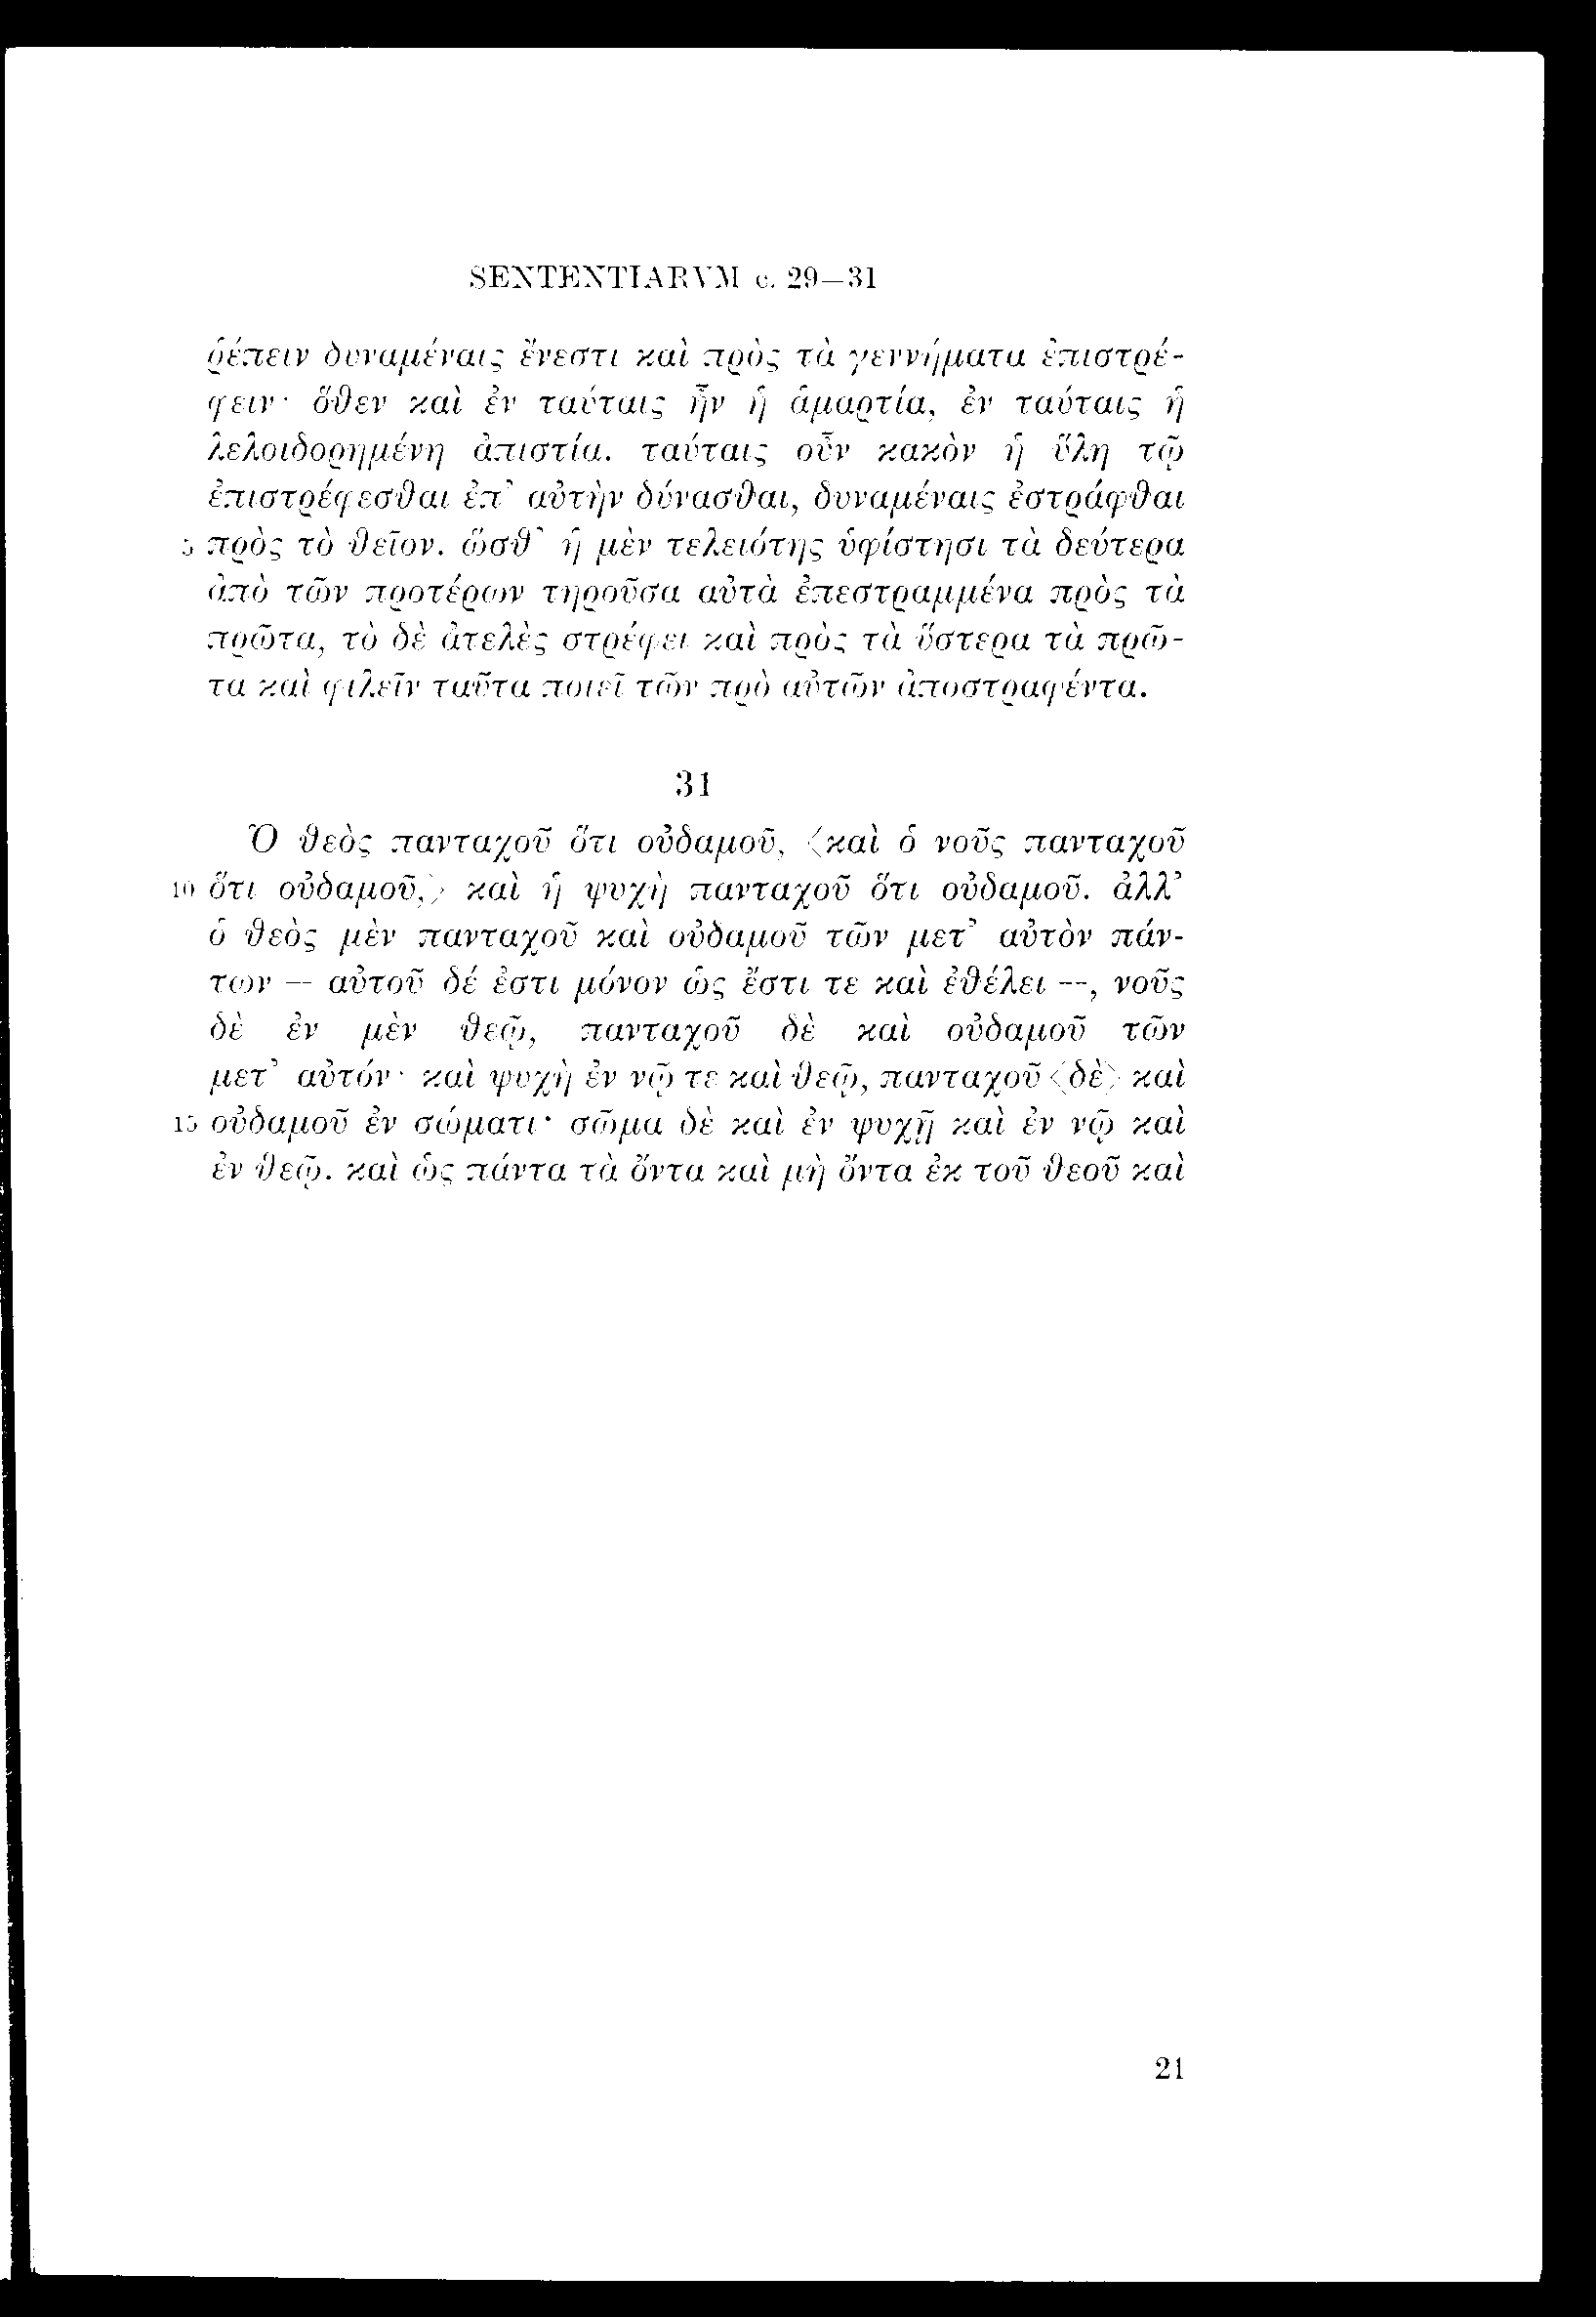 SENTENTIARVM c. 29—31
ῥέπειν δυναμέναις ἔνεστι καὶ πρὸς τὰ γεννήματα ἐπιστρέ-
φειν· ὅθεν καὶ ἐν ταύταις ἦν ἡ ἁμαρτία, ἐν ταύταις ἡ
λελοιδορημένη ἀπιστία. ταύταις οὖν κακὸν ἡ ὕλη τῷ
ἐπιστρέφεσθαι ἐπ’ αὐτὴν δύνασθαι, δυναμέναις ἐστράφθαι
5 πρὸς τὸ θεῖον. ὥσθ’ ἡ μὲν τελειότης ὑφίστησι τὰ δεύτερα
ἀπὸ τῶν προτέρων τηροῦσα αὐτὰ ἐπεστραμμένα πρὸς τὰ
πρῶτα, τὸ δὲ ἀτελὲς στρέφει καὶ πρὸς τὰ ὕστερα τὰ πρῶ-
τα καὶ φιλεῖν ταῦτα ποιεῖ τῶν πρὸ αὐτῶν ἀποστραφέντα.
31
Ὁ θεὸς πανταχοῦ ὅτι οὐδαμοῦ, ⟨καὶ ὁ νοῦς πανταχοῦ
10 ὅτι οὐδαμοῦ,⟩ καὶ ἡ ψυχὴ πανταχοῦ ὅτι οὐδαμοῦ. ἀλλ’
ὁ θεὸς μὲν πανταχοῦ καὶ οὐδαμοῦ τῶν μετ’ αὐτὸν πάν-
των — αὐτοῦ δέ ἐστι μόνον ὡς ἔστι τε καὶ ἐθέλει —, νοῦς
δὲ ἐν μὲν θεῷ, πανταχοῦ δὲ καὶ οὐδαμοῦ τῶν
μετ’ αὐτόν· καὶ ψυχὴ ἐν νῷ τε καὶ θεῷ, πανταχοῦ ⟨δὲ⟩ καὶ
15 οὐδαμοῦ ἐν σώματι· σῶμα δὲ καὶ ἐν ψυχῇ καὶ ἐν νῷ καὶ
ἐν θεῷ. καὶ ὡς πάντα τὰ ὄντα καὶ μὴ ὄντα ἐκ τοῦ θεοῦ καὶ
21